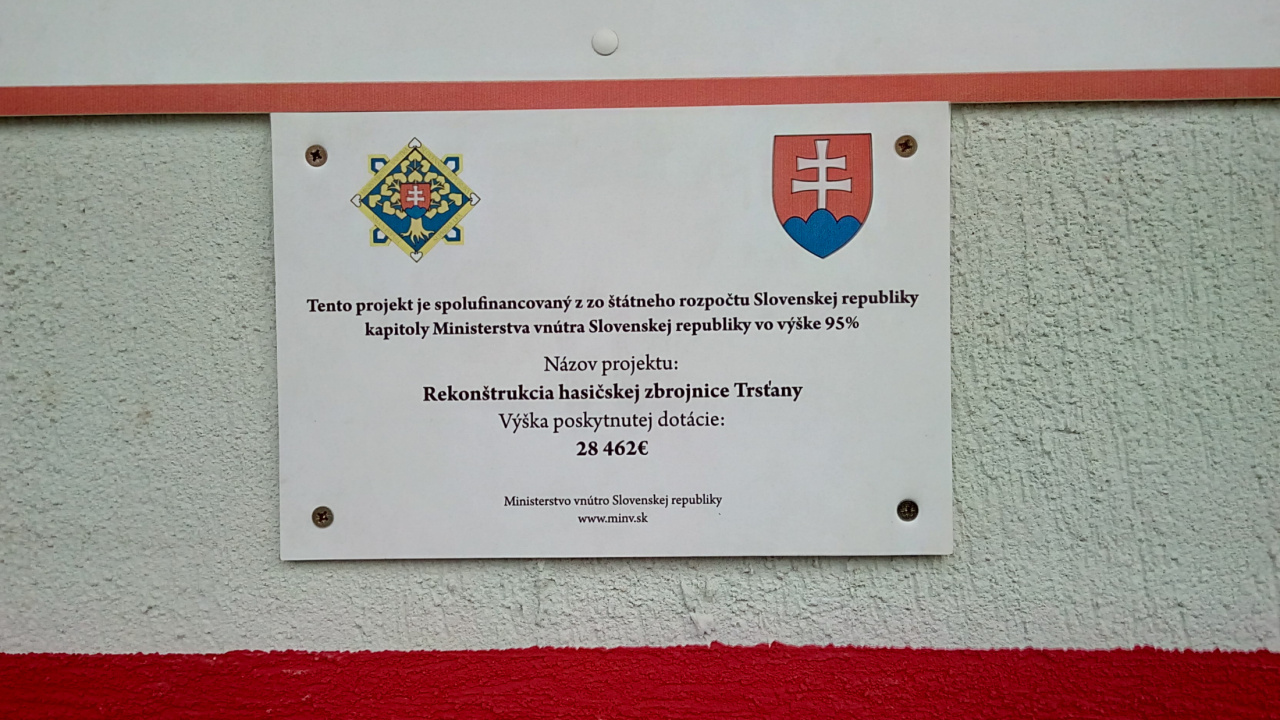 Tento projekt je spolufinancovaný z zo štátneho rozpočtu Slovenskej republiky
kapitoly Ministerstva vnútra Slovenskej republiky vo výške 95%
Názov projektu:
Rekonštrukcia hasičskej zbrojnice Trsťany
Výška poskytnutej dotácie:
28 462€
Ministerstvo vnútro Slovenskej republiky
www.minv.sk